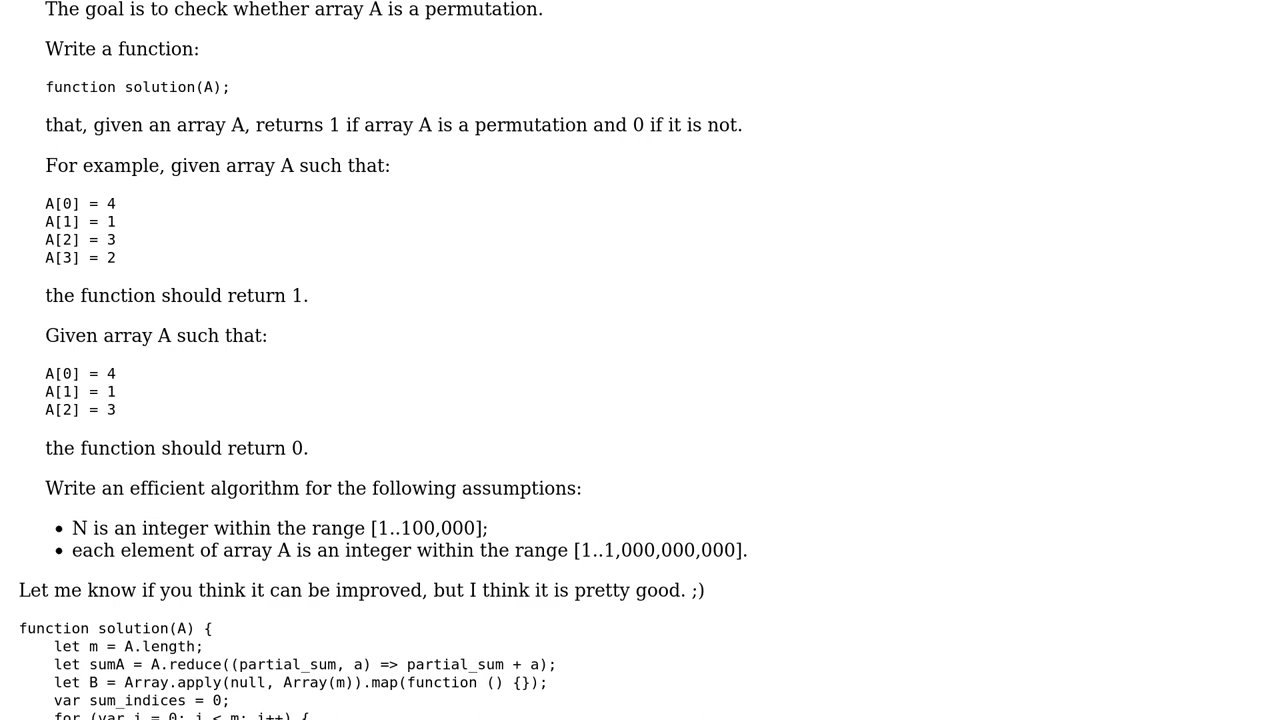 The goal is to check whether array A is a permutation.
Write a function:
function solution(A);
that, given an array A, returns 1 if array A is a permutation and 0 if it is not.
For example, given array A such that:
A[0] = 4
A[1] = 1
A[2] = 3
A[3] = 2
the function should return 1.
Given array A such that:
A[0] = 4
A[1] = 1
A[2] = 3
the function should return 0.
Write an efficient algorithm for the following assumptions:
• N is an integer within the range [1..100,000];
• each element of array A is an integer within the range [1..1,000,000,000].
Let me know if you think it can be improved, but I think it is pretty good. ;)
function solution(A) {
    let m = A.length;
    let sumA = A.reduce((partial_sum, a) => partial_sum + a);
    let B = Array.apply(null, Array(m)).map(function () {});
    var sum_indices = 0;
    for (var i = 0; i < m; i++) {